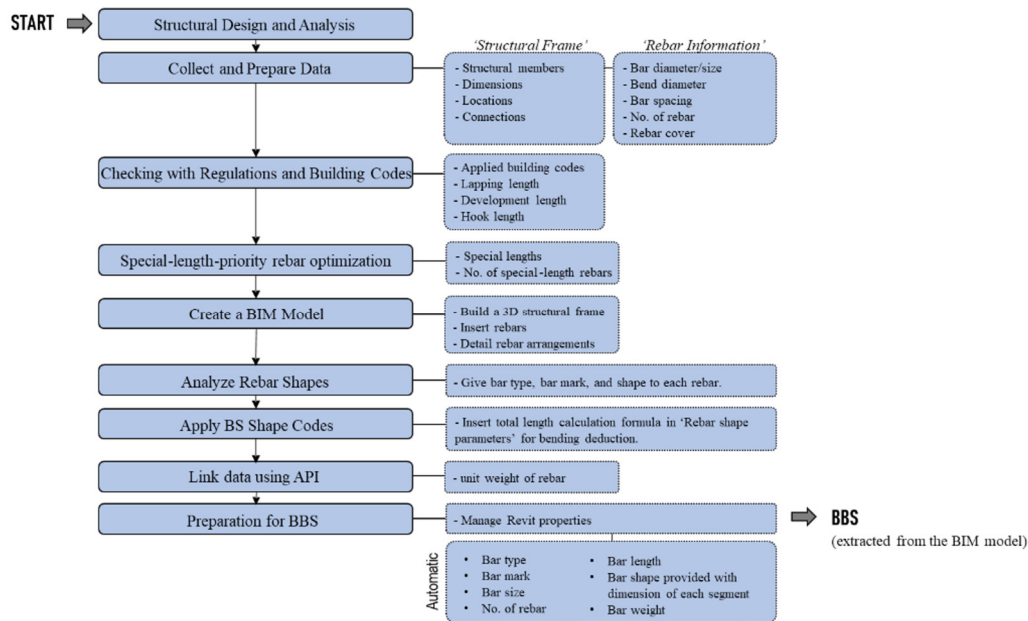 START
Structural Design and Analysis
'Structural Frame'
'Rebar Information'
Collect and Prepare Data
- Structural members
- Dimensions
- Locations
- Connections
- Bar diameter/size
- Bend diameter
- Bar spacing
- No. of rebar
- Rebar cover
Checking with Regulations and Building Codes
- Applied building codes
- Lapping length
- Development length
- Hook length
Special-length-priority rebar optimization
- Special lengths
- No. of special-length rebars
Create a BIM Model
- Build a 3D structural frame
- Insert rebars
- Detail rebar arrangements
Analyze Rebar Shapes
- Give bar type, bar mark, and shape to each rebar.
Apply BS Shape Codes
- Insert total length calculation formula in 'Rebar shape
parameters' for bending deduction.
Link data using API
- unit weight of rebar
Preparation for BBS
- Manage Revit properties
BBS
(extracted from the BIM model)
Automatic
• Bar type
• Bar mark
• Bar size
• No. of rebar
• Bar length
• Bar shape provided with
dimension of each segment
• Bar weight